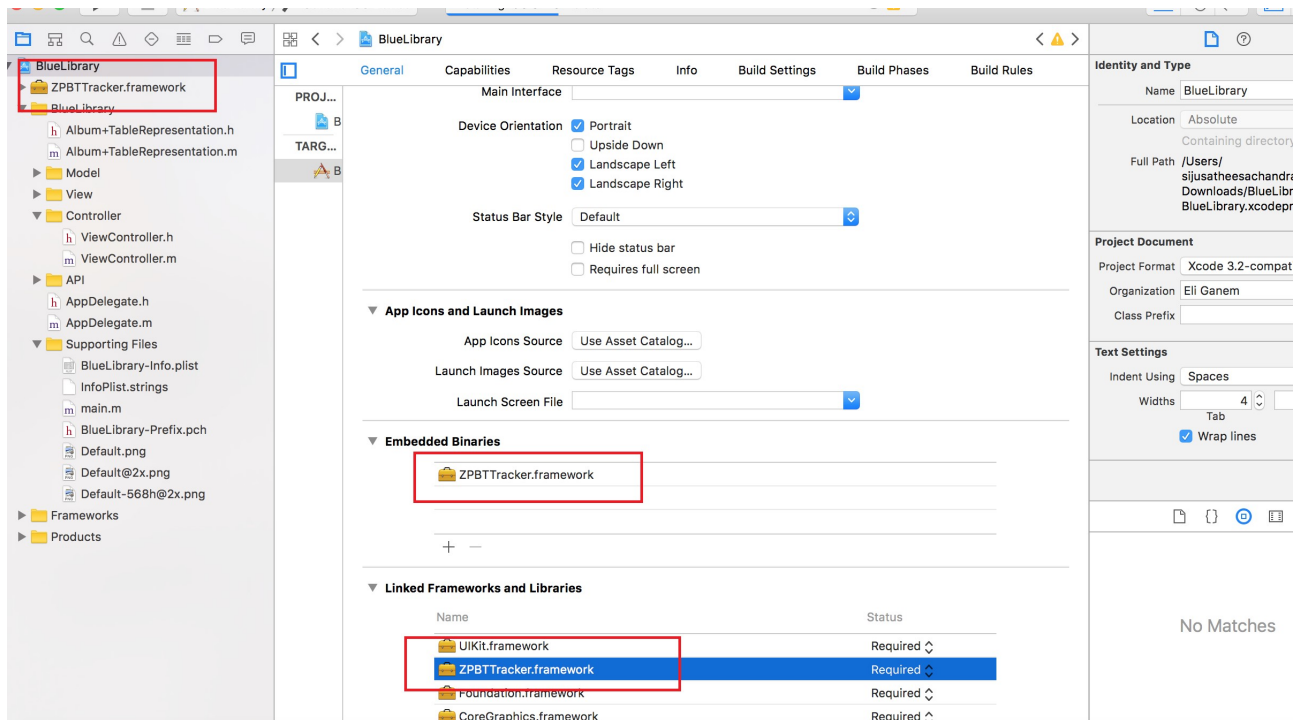 BlueLibrary
General Capabilities Resource Tags Info Build Settings Build Phases Build Rules
BlueLibrary
ZPBTTracker.framework
BlueLibrary
Album+TableRepresentation.h
Album+TableRepresentation.m
Model
View
Controller
ViewController.h
ViewController.m
API
AppDelegate.h
AppDelegate.m
Supporting Files
BlueLibrary-Info.plist
InfoPlist.strings
main.m
BlueLibrary-Prefix.pch
Default.png
Default@2x.png
Default-568h@2x.png
Frameworks
Products
PROJ...
B
TARG...
B
Main Interface
Device Orientation Portrait
Upside Down
Landscape Left
Landscape Right
Status Bar Style Default
Hide status bar
Requires full screen
App Icons and Launch Images
App Icons Source Use Asset Catalog...
Launch Images Source Use Asset Catalog...
Launch Screen File
Embedded Binaries
ZPBTTracker.framework
Linked Frameworks and Libraries
Name Status
UIKit.framework Required
ZPBTTracker.framework Required
Foundation.framework Required
CoreGraphics.framework Required
Identity and Type
Name BlueLibrary
Location Absolute
Containing directory
Full Path /Users/
sijusatheesachandra
Downloads/BlueLibr
BlueLibrary.xcodepr
Project Document
Project Format Xcode 3.2-compat
Organization Eli Ganem
Class Prefix
Text Settings
Indent Using Spaces
Widths 4
Tab
Wrap lines
No Matches